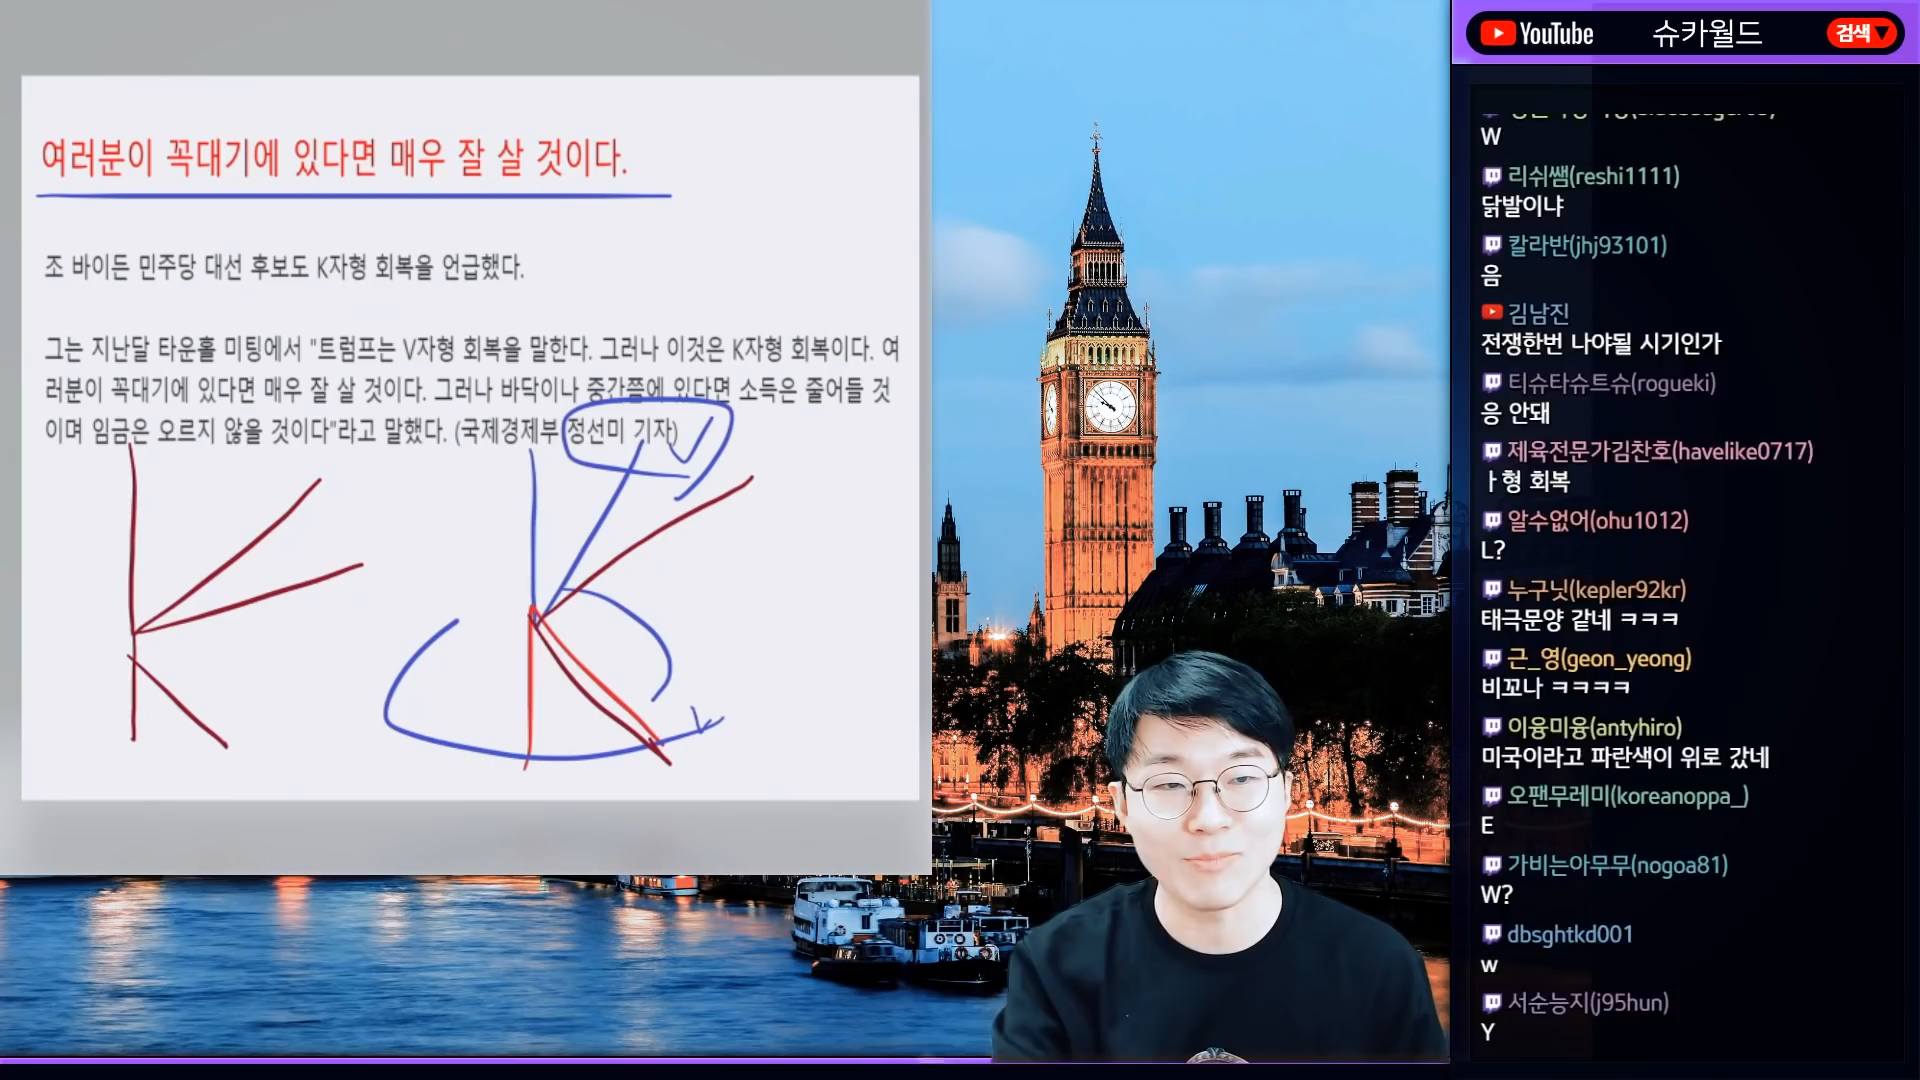 여러분이 꼭대기에 있다면 매우 잘 살 것이다.
조 바이든 민주당 대선 후보도 K자형 회복을 언급했다.
그는 지난달 타운홀 미팅에서 "트럼프는 V자형 회복을 말한다. 그러나 이것은 K자형 회복이다. 여
러분이 꼭대기에 있다면 매우 잘 살 것이다. 그러나 바닥이나 중간쯤에 있다면 소득은 줄어들 것
이며 임금은 오르지 않을 것이다"라고 말했다. (국제경제부 정선미 기자)
YouTube 슈카월드 검색
W
리쉬쌤(reshi1111)
닭발이냐
칼라반(jhj93101)
음
김남진
전쟁한번 나야될 시기인가
티슈타슈트슈(rogueki)
응 안돼
제육전문가김찬호(havelike0717)
ㅏ형 회복
알수없어(ohu1012)
L?
누구닛(kepler92kr)
태극문양 같네 ㅋㅋㅋ
근_영(geon_yeong)
비꼬나 ㅋㅋㅋㅋ
이융미융(antyhiro)
미국이라고 파란색이 위로 갔네
오팬무레미(koreanoppa_)
E
가비는아무무(nogoa81)
W?
dbsghtkd001
w
서순능지(j95hun)
Y